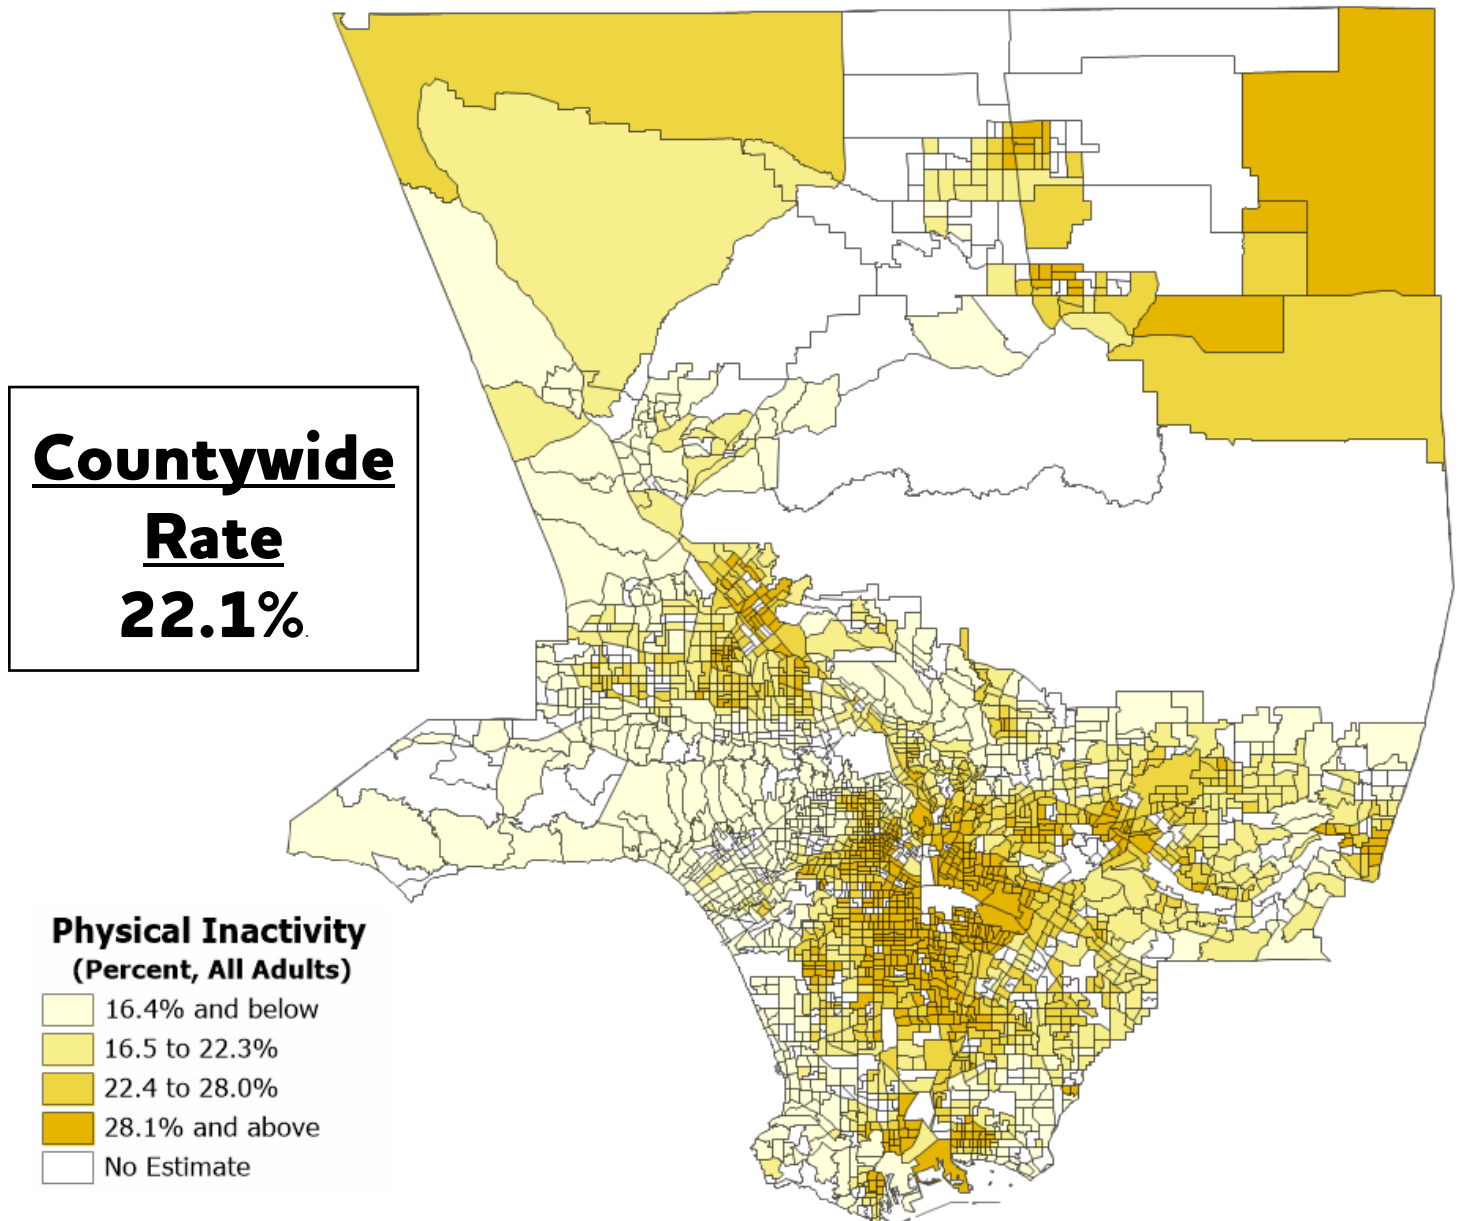 Countywide
Rate
22.1%.
Physical Inactivity
(Percent, All Adults)
16.4% and below
16.5 to 22.3%
22.4 to 28.0%
28.1% and above
No Estimate